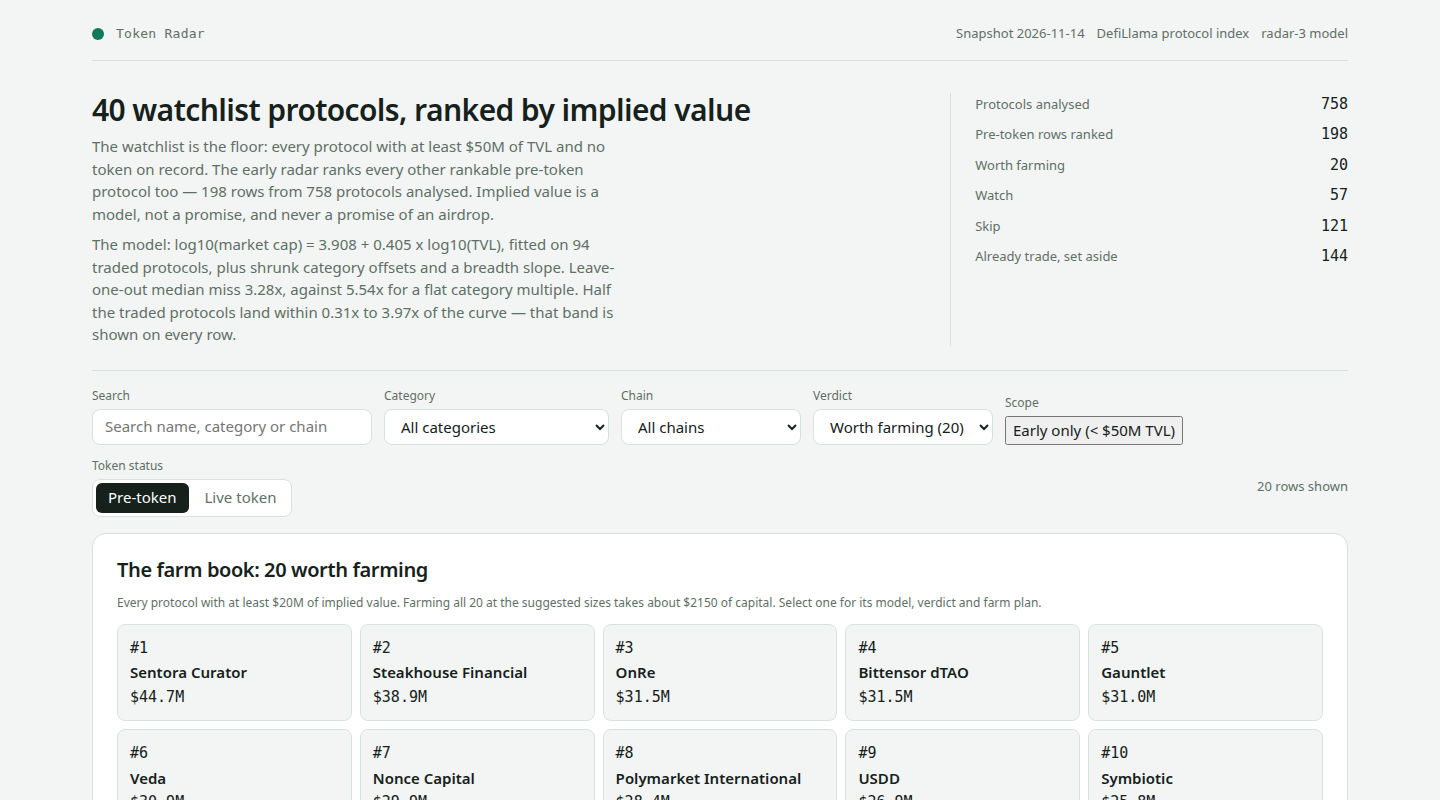 Token Radar
Snapshot 2026-11-14 DefiLlama protocol index radar-3 model
40 watchlist protocols, ranked by implied value
The watchlist is the floor: every protocol with at least $50M of TVL and no
token on record. The early radar ranks every other rankable pre-token
protocol too — 198 rows from 758 protocols analysed. Implied value is a
model, not a promise, and never a promise of an airdrop.
The model: log10(market cap) = 3.908 + 0.405 x log10(TVL), fitted on 94
traded protocols, plus shrunk category offsets and a breadth slope. Leave-
one-out median miss 3.28x, against 5.54x for a flat category multiple. Half
the traded protocols land within 0.31x to 3.97x of the curve — that band is
shown on every row.
Protocols analysed 758
Pre-token rows ranked 198
Worth farming 20
Watch 57
Skip 121
Already trade, set aside 144
Search Category Chain Verdict Scope
Search name, category or chain All categories All chains Worth farming (20) Early only (< $50M TVL)
Token status
Pre-token Live token
20 rows shown
The farm book: 20 worth farming
Every protocol with at least $20M of implied value. Farming all 20 at the suggested sizes takes about $2150 of capital. Select one for its model, verdict and farm plan.
#1 #2 #3 #4 #5
Sentora Curator Steakhouse Financial OnRe Bittensor dTAO Gauntlet
$44.7M $38.9M $31.5M $31.5M $31.0M
#6 #7 #8 #9 #10
Veda Nonce Capital Polymarket International USDD Symbiotic